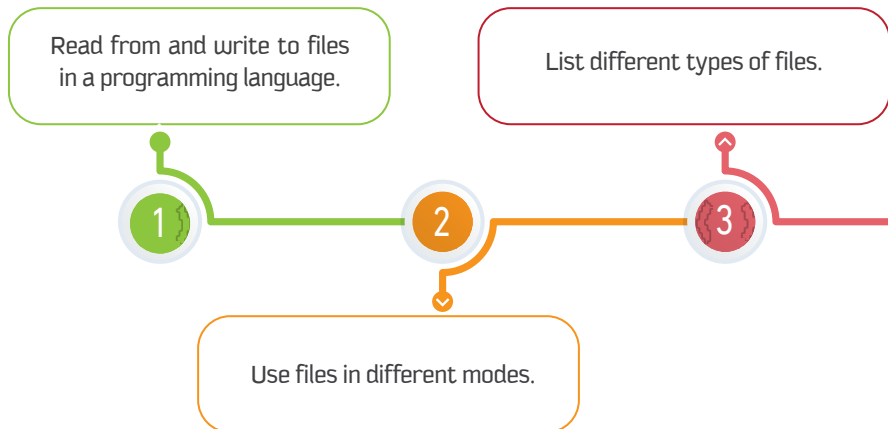 Read from and write to files
in a programming language.
List different types of files.
1
2
3
Use files in different modes.